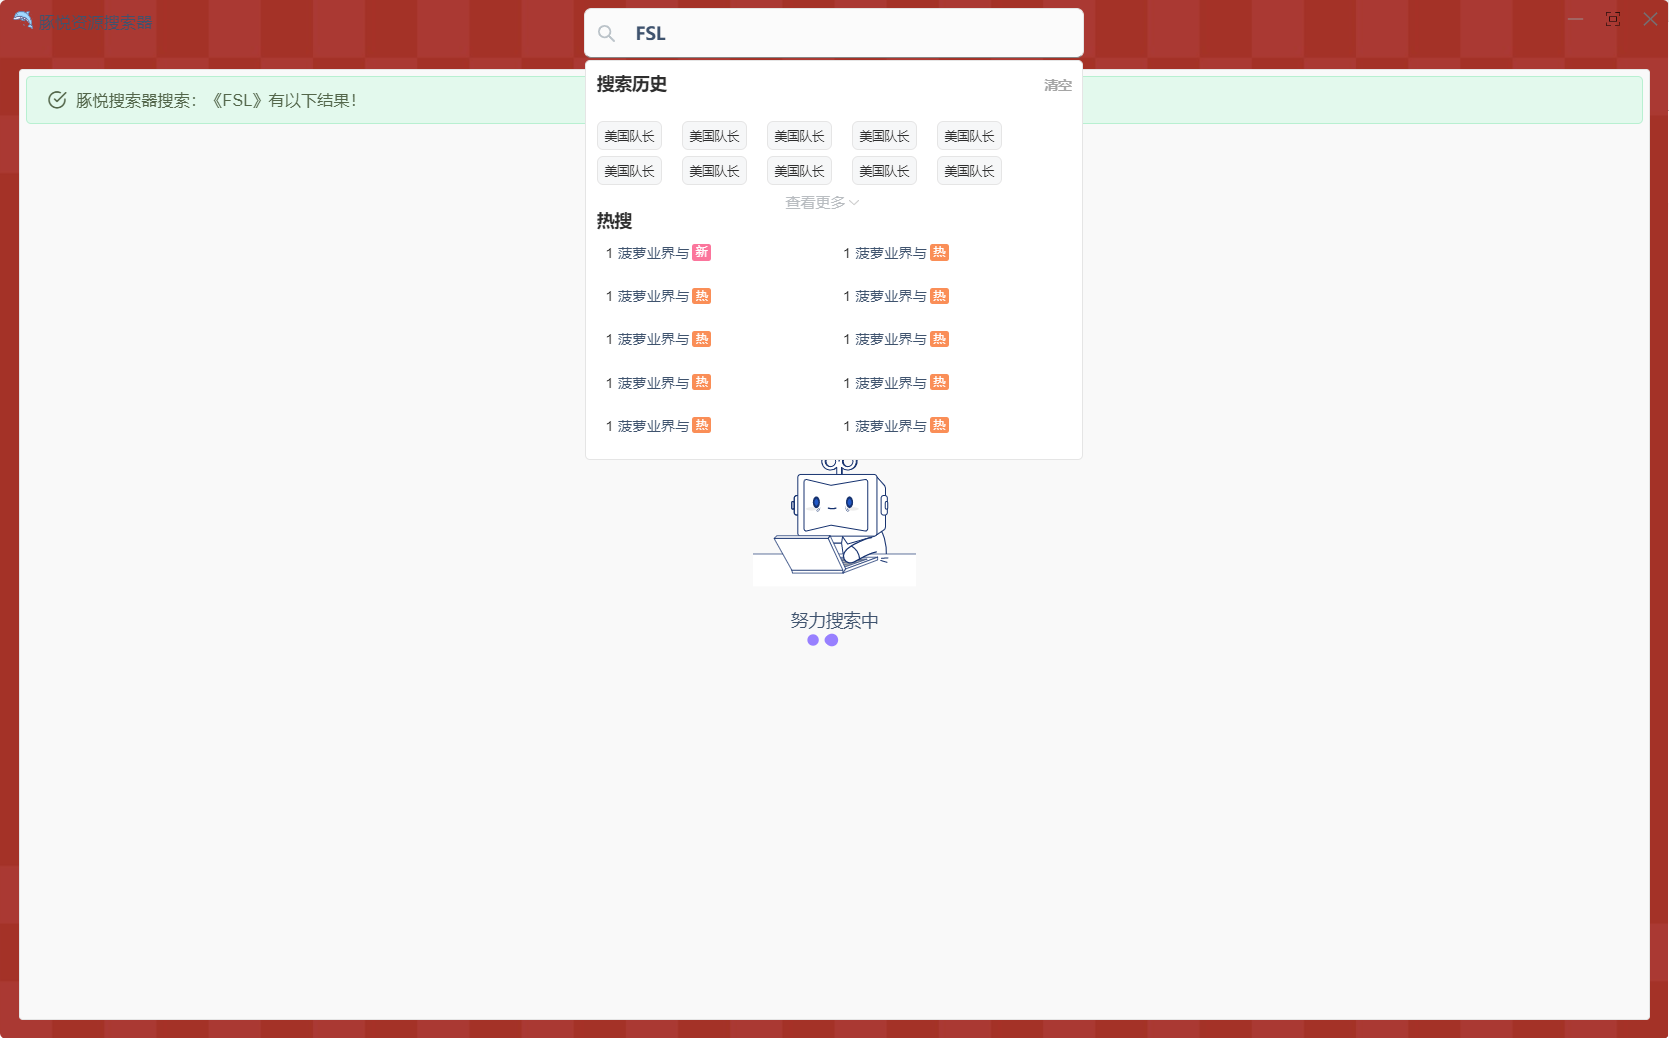 豚悦资源搜索器
FSL
搜索历史 清空
豚悦搜索器搜索：《FSL》有以下结果！
美国队长 美国队长 美国队长 美国队长 美国队长
美国队长 美国队长 美国队长 美国队长 美国队长
查看更多
热搜
1 菠萝业界与 新 1 菠萝业界与 热
1 菠萝业界与 热 1 菠萝业界与 热
1 菠萝业界与 热 1 菠萝业界与 热
1 菠萝业界与 热 1 菠萝业界与 热
1 菠萝业界与 热 1 菠萝业界与 热
努力搜索中